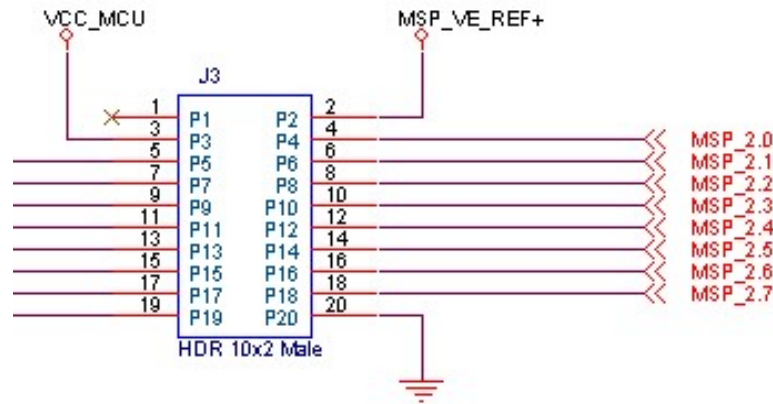 VCC_MCU MSP_VE_REF+
J3
1 P1 P2 2
3 P3 P4 4 MSP_2.0
5 P5 P6 6 MSP_2.1
7 P7 P8 8 MSP_2.2
9 P9 P10 10 MSP_2.3
11 P11 P12 12 MSP_2.4
13 P13 P14 14 MSP_2.5
15 P15 P16 16 MSP_2.6
17 P17 P18 18 MSP_2.7
19 P19 P20 20
HDR 10x2 Male